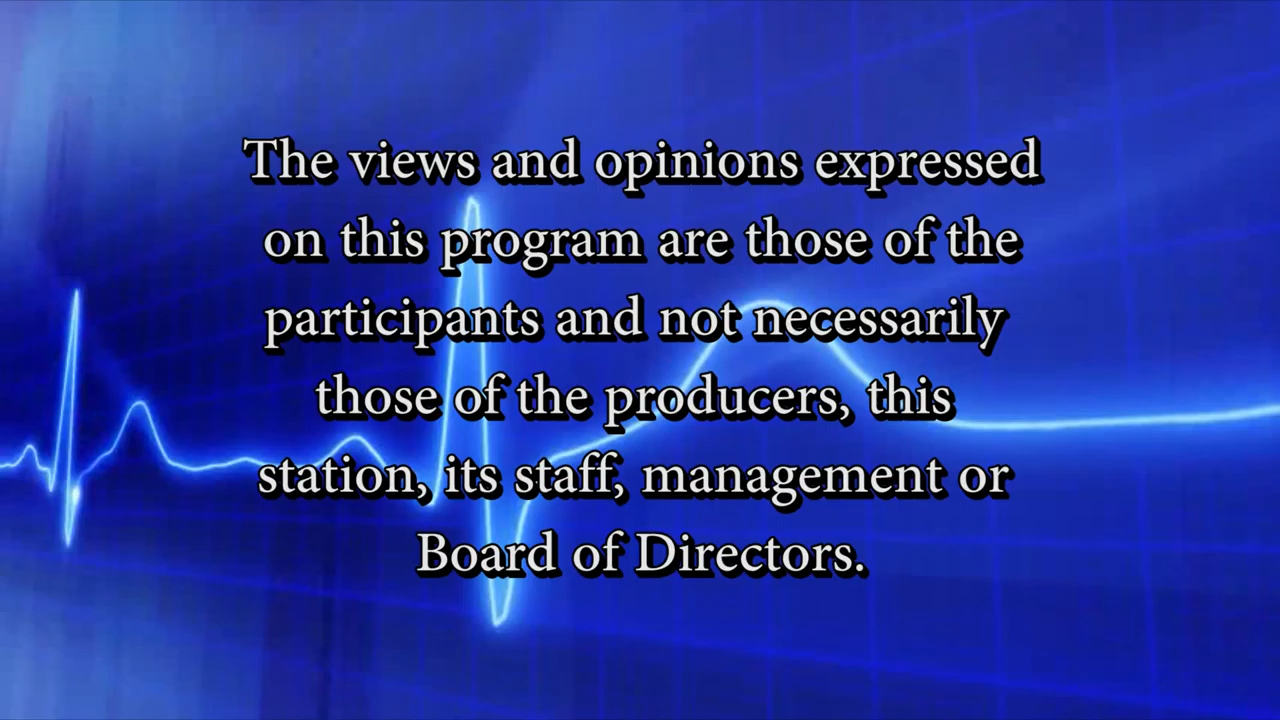 The views and opinions expressed
on this program are those of the
participants and not necessarily
those of the producers, this
station, its staff, management or
Board of Directors.